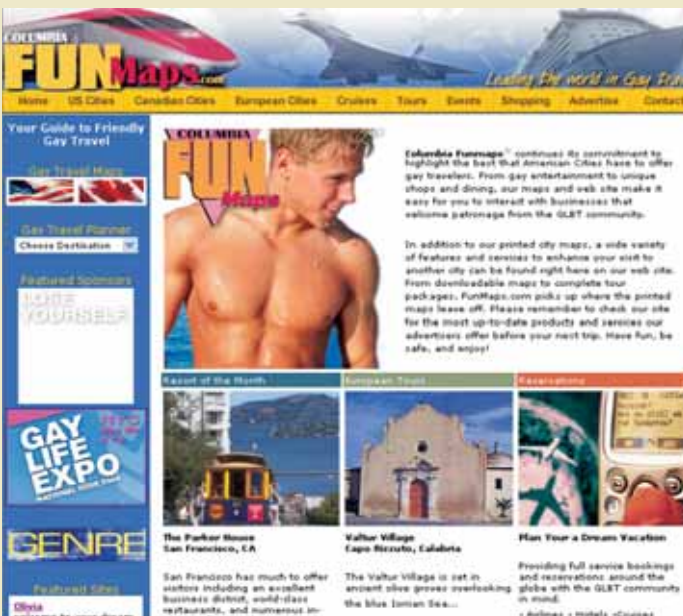 COLUMBIA
FUN Maps.com
Leading the world in Gay Tra
Home US Cities Canadian Cities European Cities Cruises Tours Events Shopping Advertise Contact
Your Guide to Friendly
Gay Travel
Gay Travel Maps
Gay Travel Planner
Choose Destination
Featured Sponsors
LOSE
YOURSELF
GAY
LIFE
EXPO
GENRE
Featured Sites
Olivia
COLUMBIA
FUN
Maps
Columbia Funmaps continues its commitment to
highlight the best that American Cities have to offer
gay travelers. From gay entertainment to unique
shops and dining, our maps and web site make it
easy for you to interact with businesses that
welcome patronage from the GLBT community.
In addition to our printed city maps, a wide variety
of features and services to enhance your visit to
another city can be found right here on our web site.
From downloadable maps to complete tour
packages, FunMaps.com picks up where the printed
maps leave off. Please remember to check our site
for the most up-to-date products and services our
advertisers offer before your next trip. Have fun, be
safe, and enjoy!
Resort of the Month
The Parker House
San Francisco, CA
San Francisco has much to offer
visitors including an excellent
business district, world-class
restaurants, and numerous in-
European Tours
Valtur Village
Capo Rizzuto, Calabria
The Valtur Village is set in
ancient olive groves overlooking
the blue Ionian Sea...
Reservations
Plan Your a Dream Vacation
Providing full service bookings
and reservations around the
globe with the GLBT community
in mind.